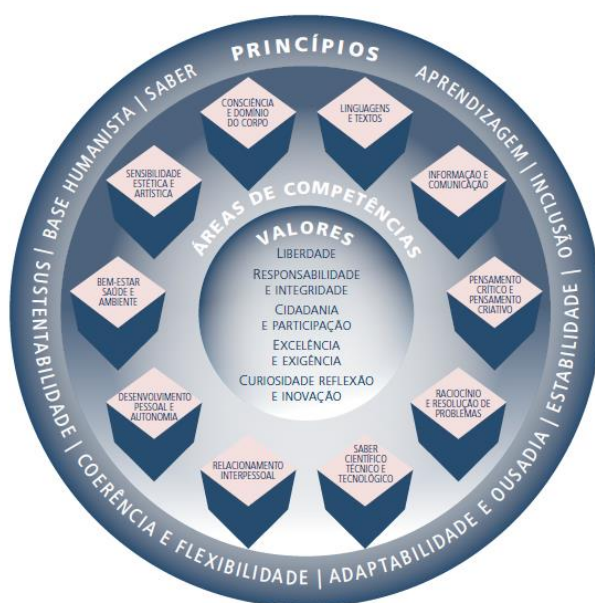 PRINCÍPIOS
BASE HUMANISTA | SABER
APRENDIZAGEM | INCLUSÃO
ESTABILIDADE |
ADAPTABILIDADE E OUSADIA |
COERÊNCIA E FLEXIBILIDADE |
SUSTENTABILIDADE |
ÁREAS DE COMPETÊNCIAS
LINGUAGENS
E TEXTOS
INFORMAÇÃO E
COMUNICAÇÃO
PENSAMENTO
CRÍTICO E
PENSAMENTO
CRIATIVO
RACIOCÍNIO
E RESOLUÇÃO DE
PROBLEMAS
SABER
CIENTÍFICO
TÉCNICO E
TECNOLÓGICO
RELACIONAMENTO
INTERPESSOAL
DESENVOLVIMENTO
PESSOAL E
AUTONOMIA
BEM-ESTAR
SAÚDE E
AMBIENTE
SENSIBILIDADE
ESTÉTICA E
ARTÍSTICA
CONSCIÊNCIA
E DOMÍNIO
DO CORPO
VALORES
LIBERDADE
RESPONSABILIDADE
E INTEGRIDADE
CIDADANIA
E PARTICIPAÇÃO
EXCELÊNCIA
E EXIGÊNCIA
CURIOSIDADE REFLEXÃO
E INOVAÇÃO